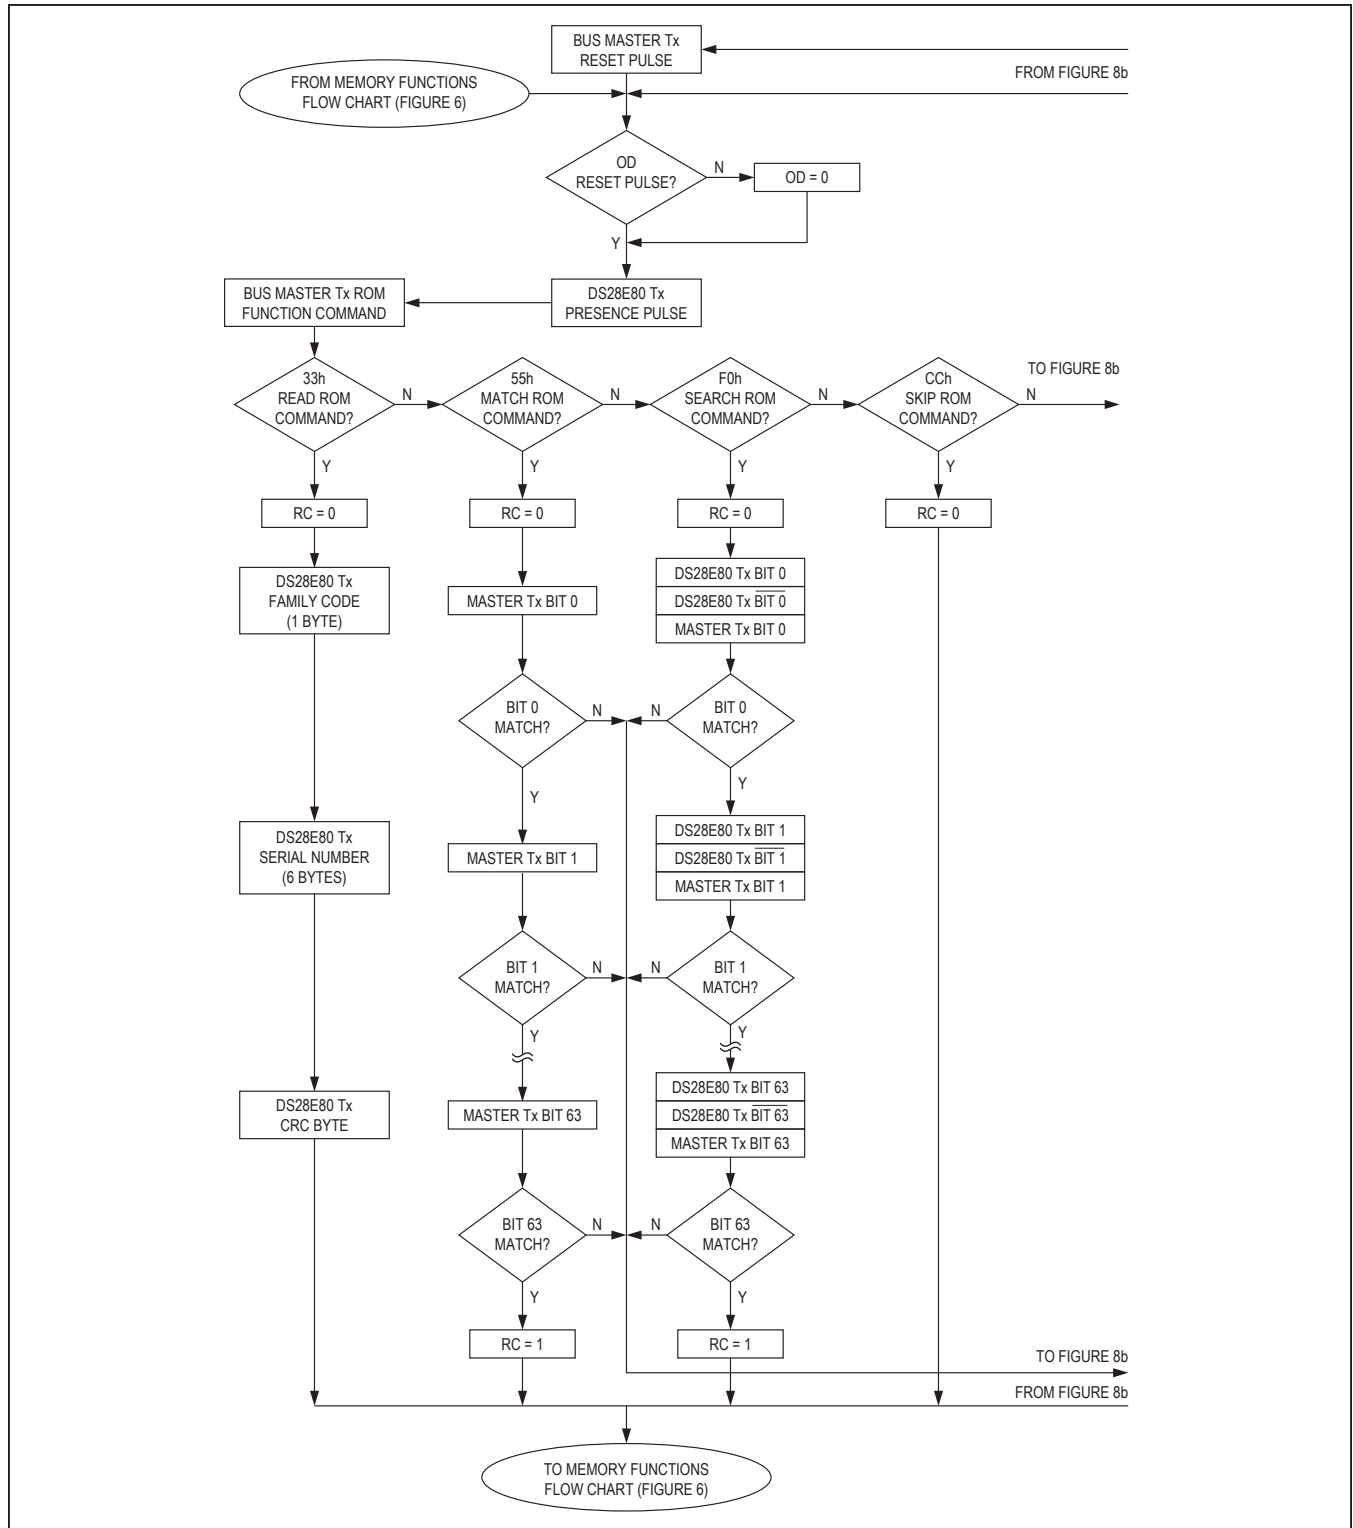 BUS MASTER Tx
RESET PULSE
FROM FIGURE 8b
FROM MEMORY FUNCTIONS
FLOW CHART (FIGURE 6)
OD
RESET PULSE?
N
OD = 0
Y
BUS MASTER Tx ROM
FUNCTION COMMAND
DS28E80 Tx
PRESENCE PULSE
33h
READ ROM
COMMAND?
N
55h
MATCH ROM
COMMAND?
N
F0h
SEARCH ROM
COMMAND?
N
CCh
SKIP ROM
COMMAND?
N
TO FIGURE 8b
Y
Y
Y
Y
RC = 0
RC = 0
RC = 0
RC = 0
DS28E80 Tx
FAMILY CODE
(1 BYTE)
MASTER Tx BIT 0
DS28E80 Tx BIT 0
DS28E80 Tx B̅I̅T̅ ̅0̅
MASTER Tx BIT 0
BIT 0
MATCH?
N
N
BIT 0
MATCH?
Y
Y
DS28E80 Tx
SERIAL NUMBER
(6 BYTES)
MASTER Tx BIT 1
DS28E80 Tx BIT 1
DS28E80 Tx B̅I̅T̅ ̅1̅
MASTER Tx BIT 1
BIT 1
MATCH?
N
N
BIT 1
MATCH?
Y
Y
DS28E80 Tx
CRC BYTE
MASTER Tx BIT 63
DS28E80 Tx BIT 63
DS28E80 Tx B̅I̅T̅ ̅6̅3̅
MASTER Tx BIT 63
BIT 63
MATCH?
N
N
BIT 63
MATCH?
Y
Y
RC = 1
RC = 1
TO FIGURE 8b
FROM FIGURE 8b
TO MEMORY FUNCTIONS
FLOW CHART (FIGURE 6)